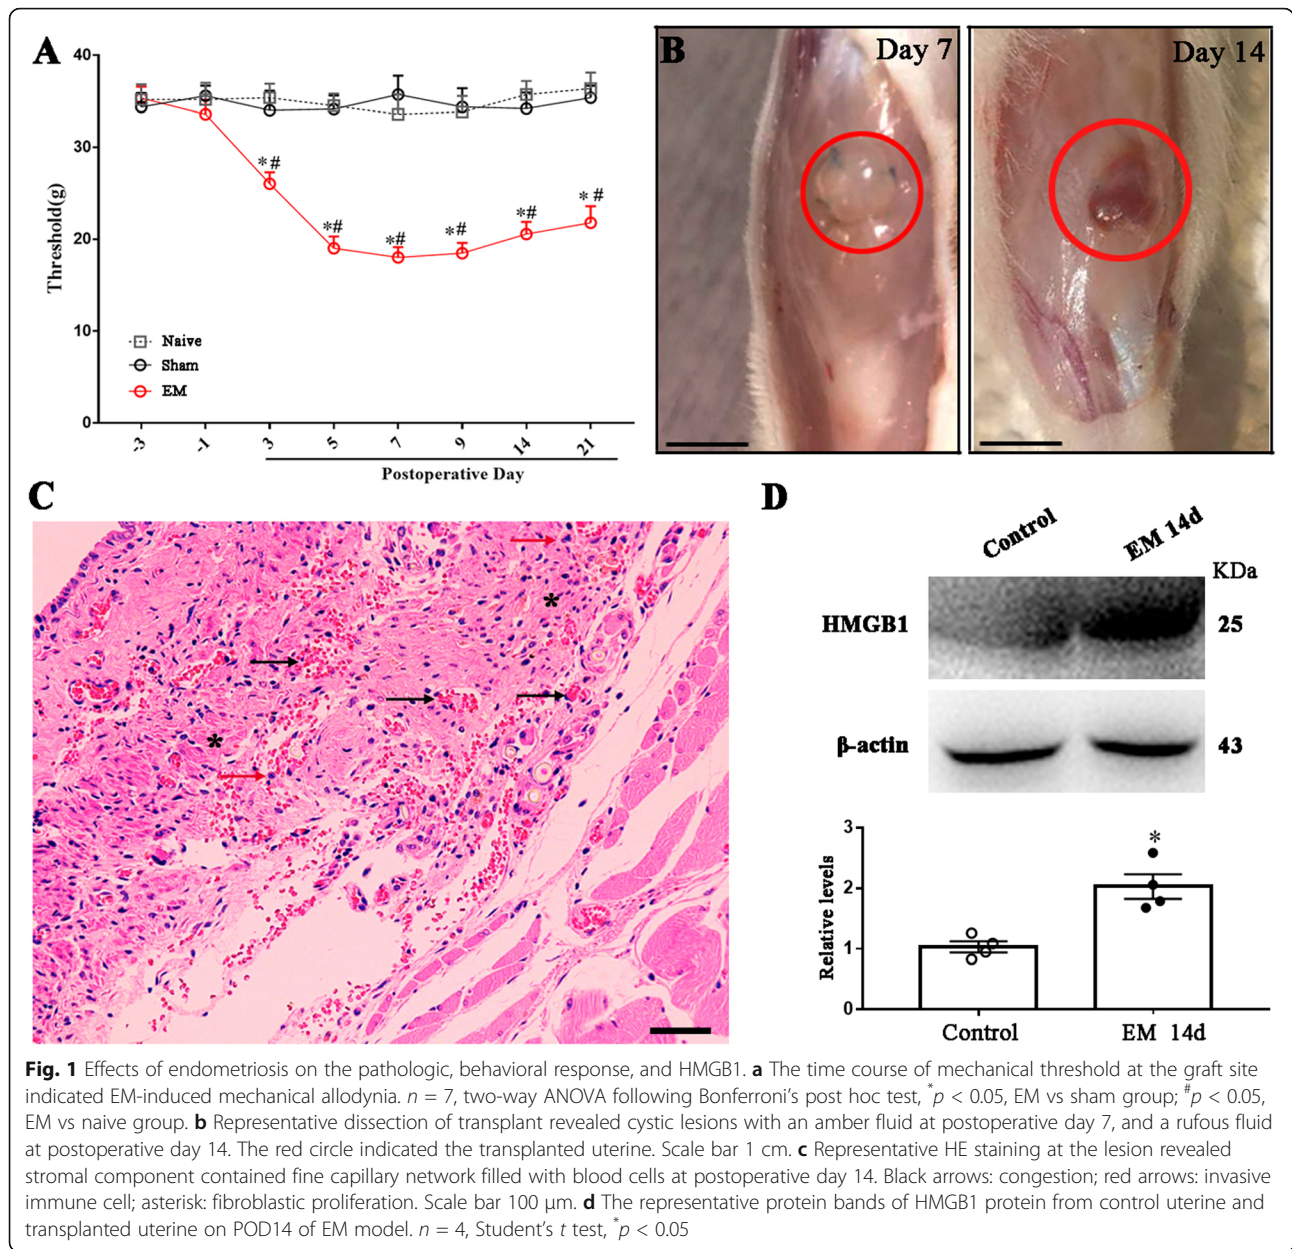 A
40
30
20
10
0
Threshold(g)
*#
*#
*#
*#
*#
*#
Naive
Sham
EM
-3
-1
3
5
7
9
14
21
Postoperative Day
B
Day 7
Day 14
C
*
*
D
Control
EM 14d
KDa
HMGB1
25
β-actin
43
Relative levels
3
2
1
0
*
Control
EM 14d
Fig. 1 Effects of endometriosis on the pathologic, behavioral response, and HMGB1. a The time course of mechanical threshold at the graft site
indicated EM-induced mechanical allodynia. n = 7, two-way ANOVA following Bonferroni's post hoc test, *p < 0.05, EM vs sham group; #p < 0.05,
EM vs naive group. b Representative dissection of transplant revealed cystic lesions with an amber fluid at postoperative day 7, and a rufous fluid
at postoperative day 14. The red circle indicated the transplanted uterine. Scale bar 1 cm. c Representative HE staining at the lesion revealed
stromal component contained fine capillary network filled with blood cells at postoperative day 14. Black arrows: congestion; red arrows: invasive
immune cell; asterisk: fibroblastic proliferation. Scale bar 100 μm. d The representative protein bands of HMGB1 protein from control uterine and
transplanted uterine on POD14 of EM model. n = 4, Student's t test, *p < 0.05